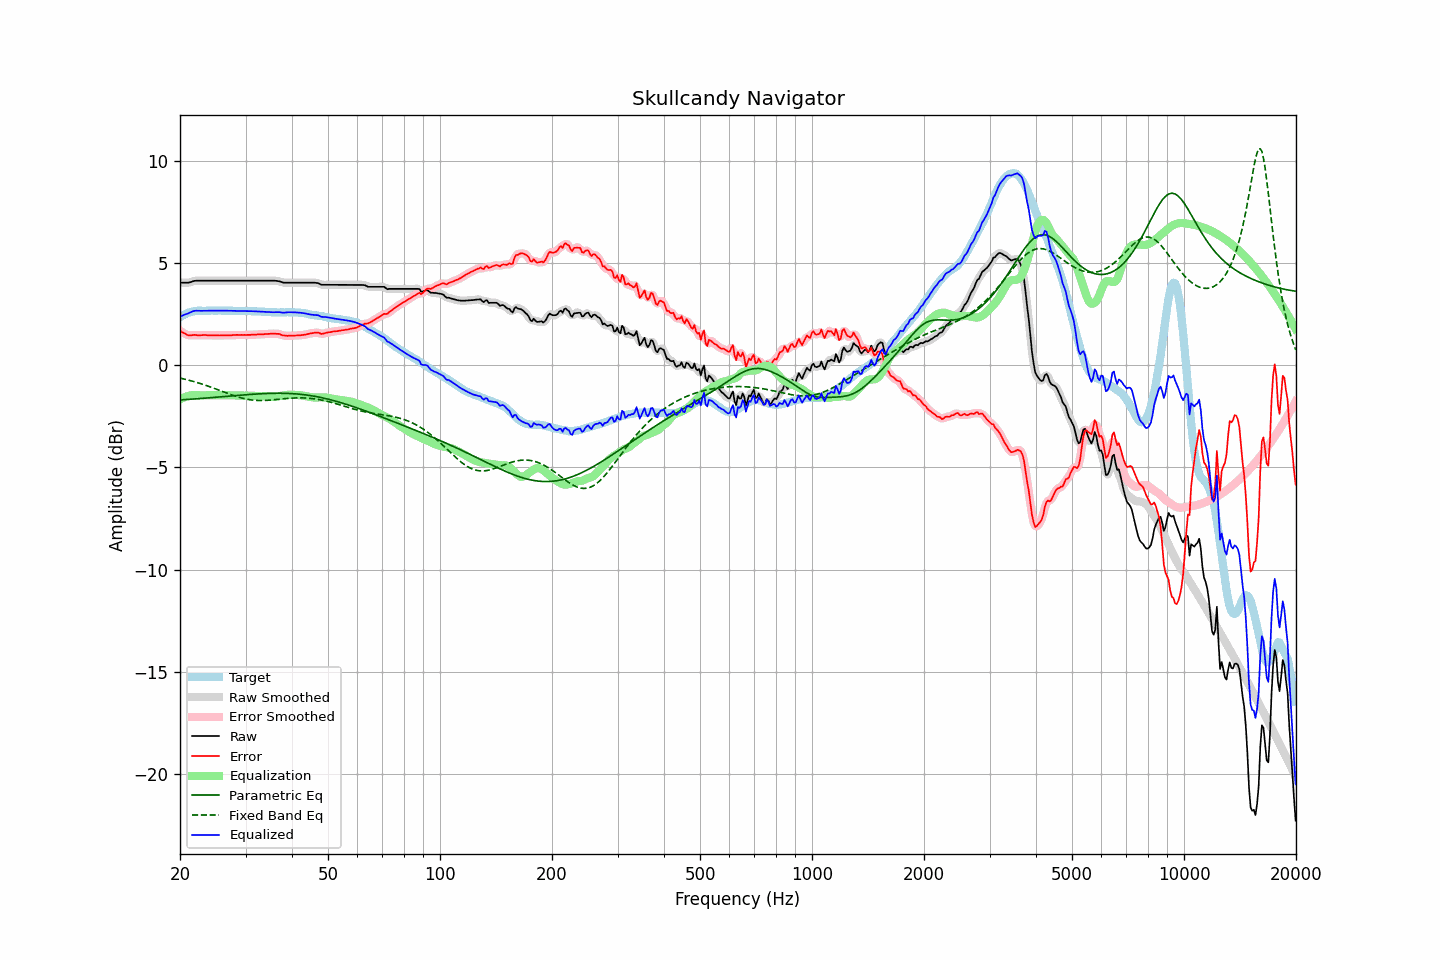 Skullcandy Navigator
Amplitude (dBr)
10
5
0
−5
−10
−15
−20
Target
Raw Smoothed
Error Smoothed
Raw
Error
Equalization
Parametric Eq
Fixed Band Eq
Equalized
20 50 100 200 500 1000 2000 5000 10000 20000
Frequency (Hz)